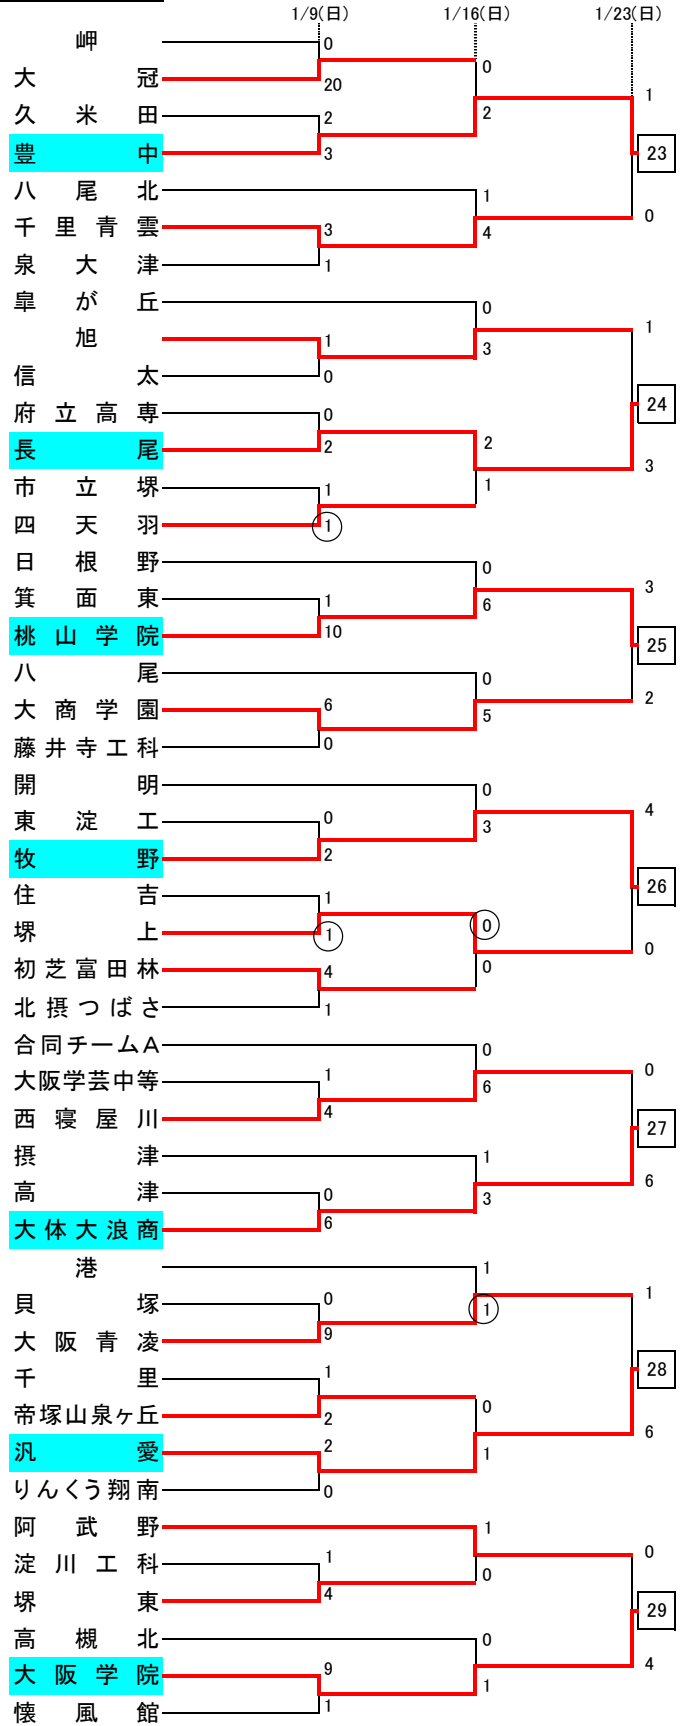 1/9(日) 1/16(日) 1/23(日)
岬
0
大冠
20
0
1
久米田
2
2
豊中
3
23
八尾北
1
千里青雲
3
4
0
泉大津
1
皐が丘
0
旭
1
3
1
信太
0
府立高専
0
24
長尾
2
2
3
市立堺
1
1
四天羽
1
日根野
0
3
箕面東
1
6
桃山学院
10
25
八尾
0
2
大商学園
6
5
藤井寺工科
0
開明
0
4
東淀工
0
3
牧野
2
26
住吉
1
堺上
1
0
0
初芝富田林
4
0
北摂つばさ
1
合同チームA
0
0
大阪学芸中等
1
6
西寝屋川
4
27
摂津
1
6
高津
0
3
大体大浪商
6
港
1
1
貝塚
0
1
大阪青凌
9
28
千里
1
帝塚山泉ヶ丘
2
0
6
汎愛
2
1
りんくう翔南
0
阿武野
1
0
淀川工科
1
0
堺東
4
29
高槻北
0
4
大阪学院
9
1
懐風館
1